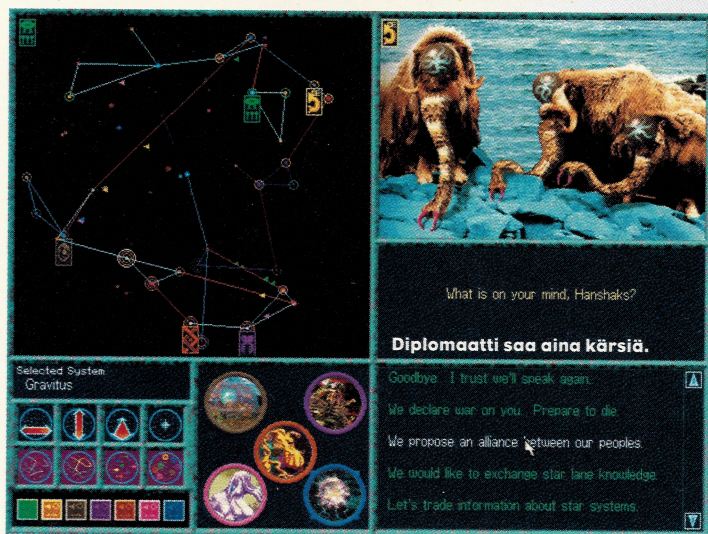 What is on your mind, Hanshaks?
Diplomaatti saa aina kärsiä.
Selected System
Gravitus
Goodbye. I trust we'll speak again.
We declare war on you. Prepare to die.
We propose an alliance between our peoples.
We would like to exchange star lane knowledge.
Let's trade information about star systems.